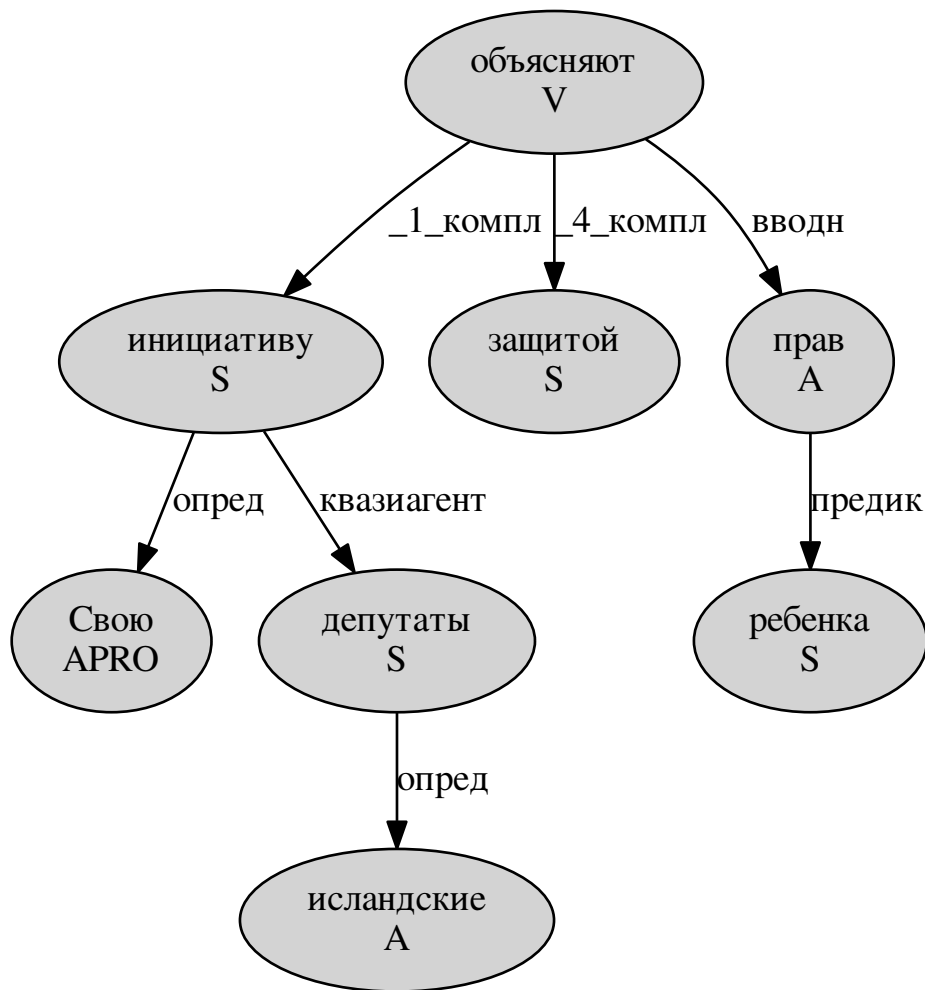 объясняют
V
_1_компл
_4_компл
вводн
инициативу
S
защитой
S
прав
A
опред
квазиагент
предик
Свою
APRO
депутаты
S
ребенка
S
опред
исландские
A